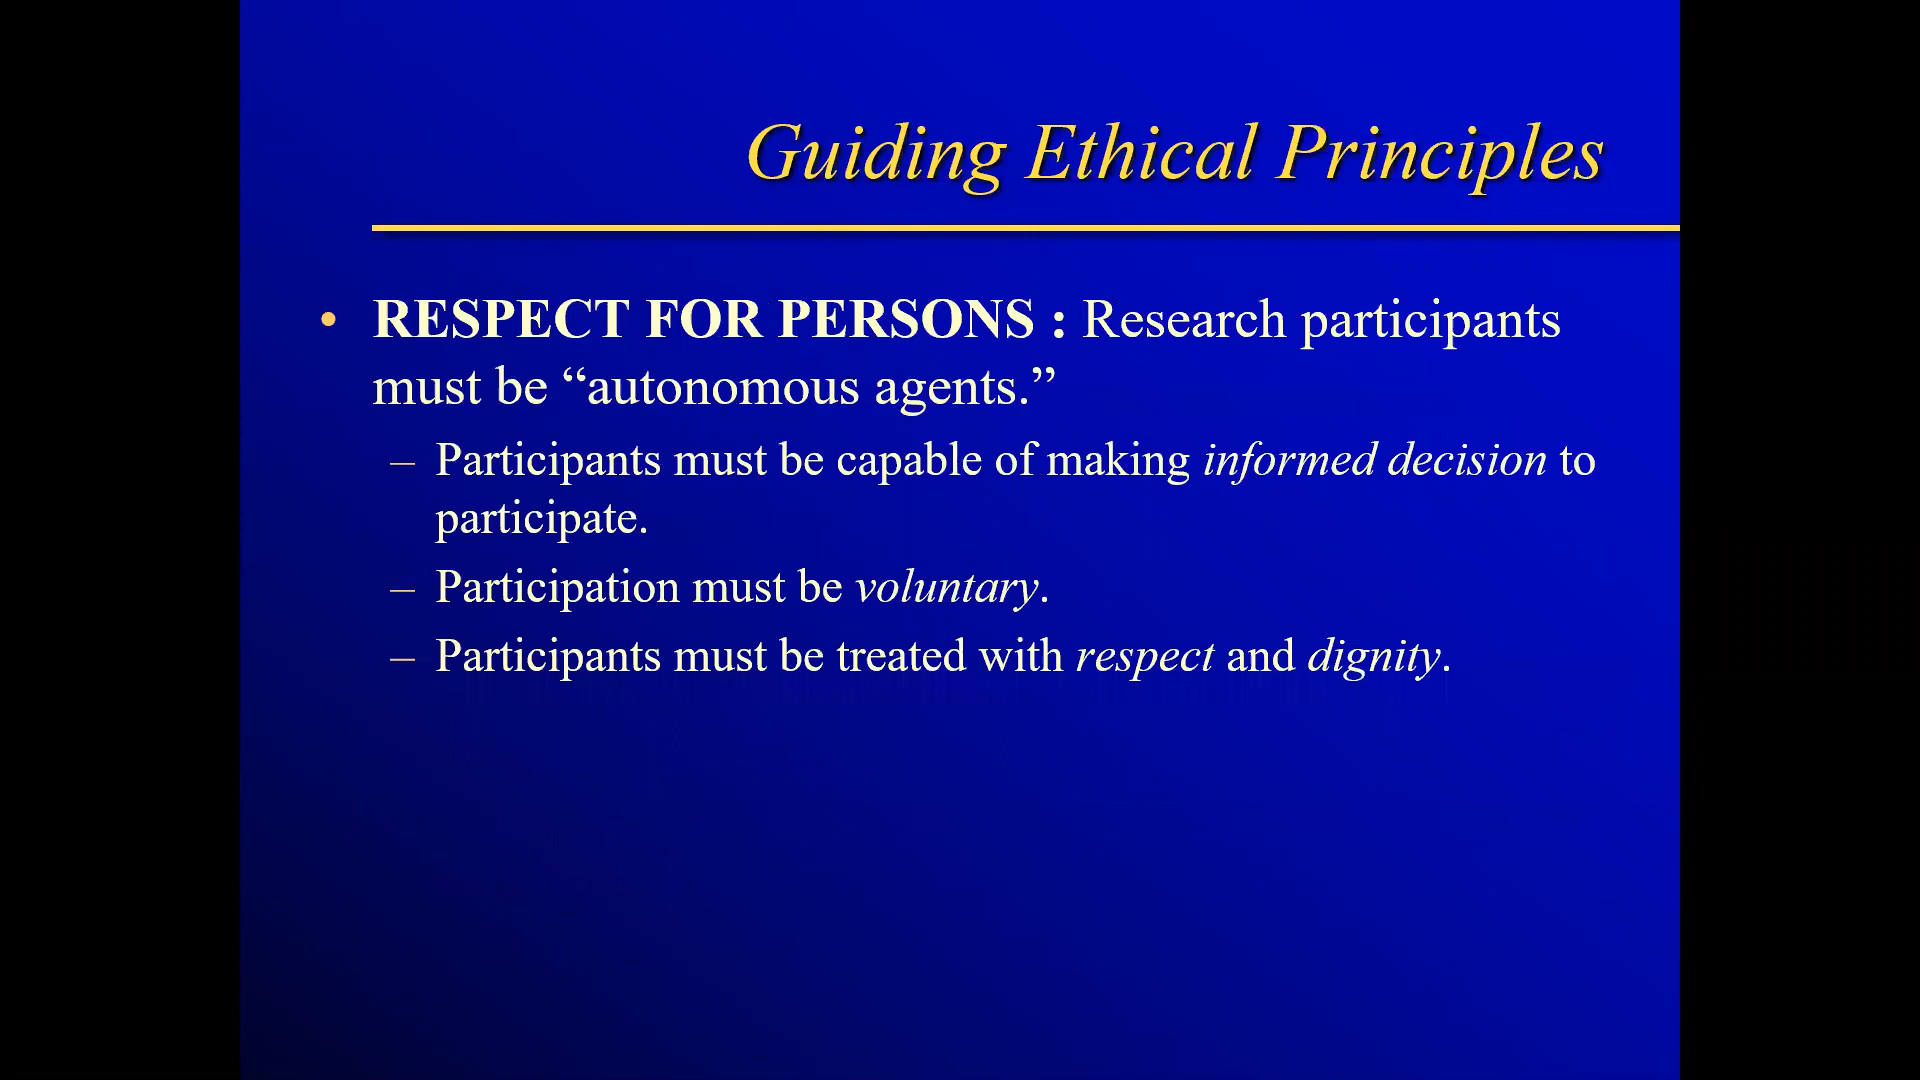 Guiding Ethical Principles
• RESPECT FOR PERSONS : Research participants
must be “autonomous agents.”
– Participants must be capable of making informed decision to
participate.
– Participation must be voluntary.
– Participants must be treated with respect and dignity.